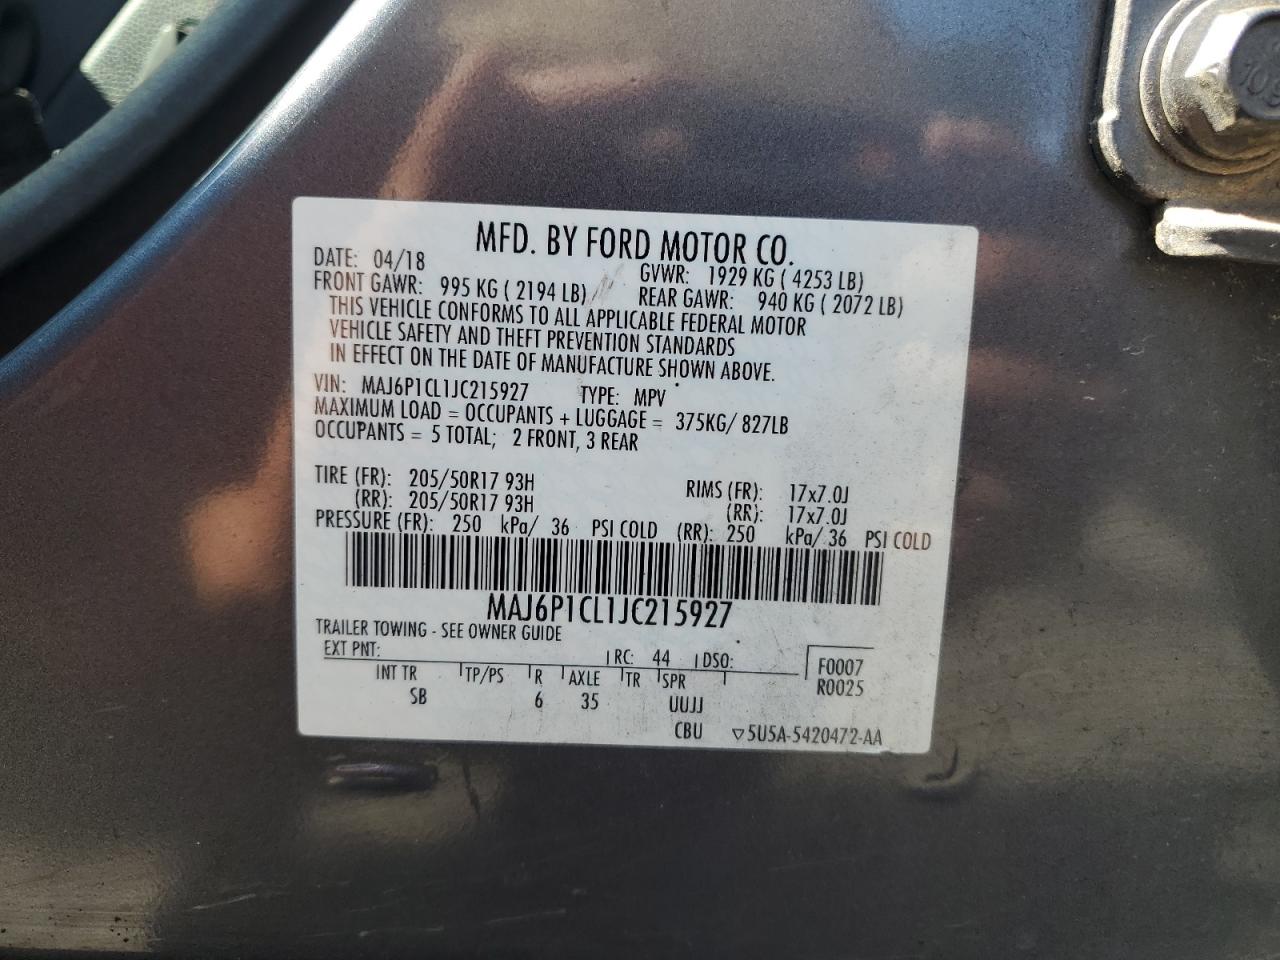 MFD. BY FORD MOTOR CO.
DATE: 04/18 GVWR: 1929 KG ( 4253 LB)
FRONT GAWR: 995 KG ( 2194 LB) REAR GAWR: 940 KG ( 2072 LB)
THIS VEHICLE CONFORMS TO ALL APPLICABLE FEDERAL MOTOR
VEHICLE SAFETY AND THEFT PREVENTION STANDARDS
IN EFFECT ON THE DATE OF MANUFACTURE SHOWN ABOVE.
VIN: MAJ6P1CL1JC215927 TYPE: MPV
MAXIMUM LOAD = OCCUPANTS + LUGGAGE = 375KG/ 827LB
OCCUPANTS = 5 TOTAL; 2 FRONT, 3 REAR
TIRE (FR): 205/50R17 93H RIMS (FR): 17x7.0J
(RR): 205/50R17 93H (RR): 17x7.0J
PRESSURE (FR): 250 kPa/ 36 PSI COLD (RR): 250 kPa/ 36 PSI COLD
MAJ6P1CL1JC215927
TRAILER TOWING - SEE OWNER GUIDE
EXT PNT: RC: 44 DSO: F0007
INT TR TP/PS R AXLE TR SPR R0025
SB 6 35 UUJJ
CBU ▽5U5A-5420472-AA